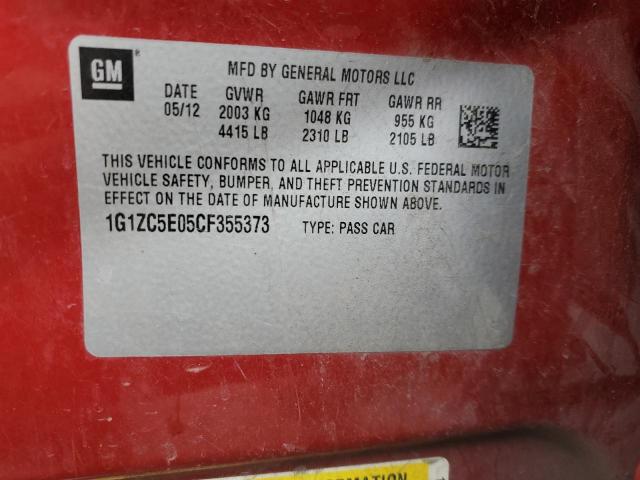 GM
MFD BY GENERAL MOTORS LLC
DATE GVWR GAWR FRT GAWR RR
05/12 2003 KG 1048 KG 955 KG
4415 LB 2310 LB 2105 LB
THIS VEHICLE CONFORMS TO ALL APPLICABLE U.S. FEDERAL MOTOR
VEHICLE SAFETY, BUMPER, AND THEFT PREVENTION STANDARDS IN
EFFECT ON THE DATE OF MANUFACTURE SHOWN ABOVE.
1G1ZC5E05CF355373 TYPE: PASS CAR